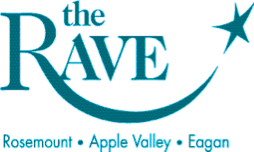 the
RAVE
Rosemount • Apple Valley • Eagan